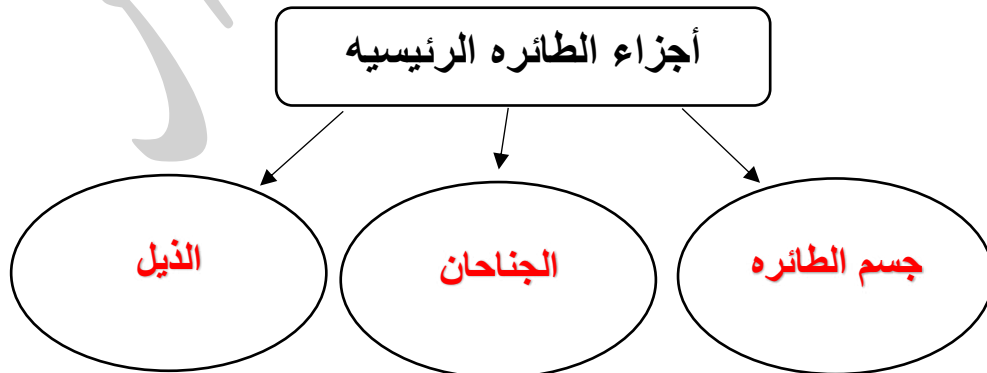 أجزاء الطائره الرئيسيه
جسم الطائره
الجناحان
الذيل